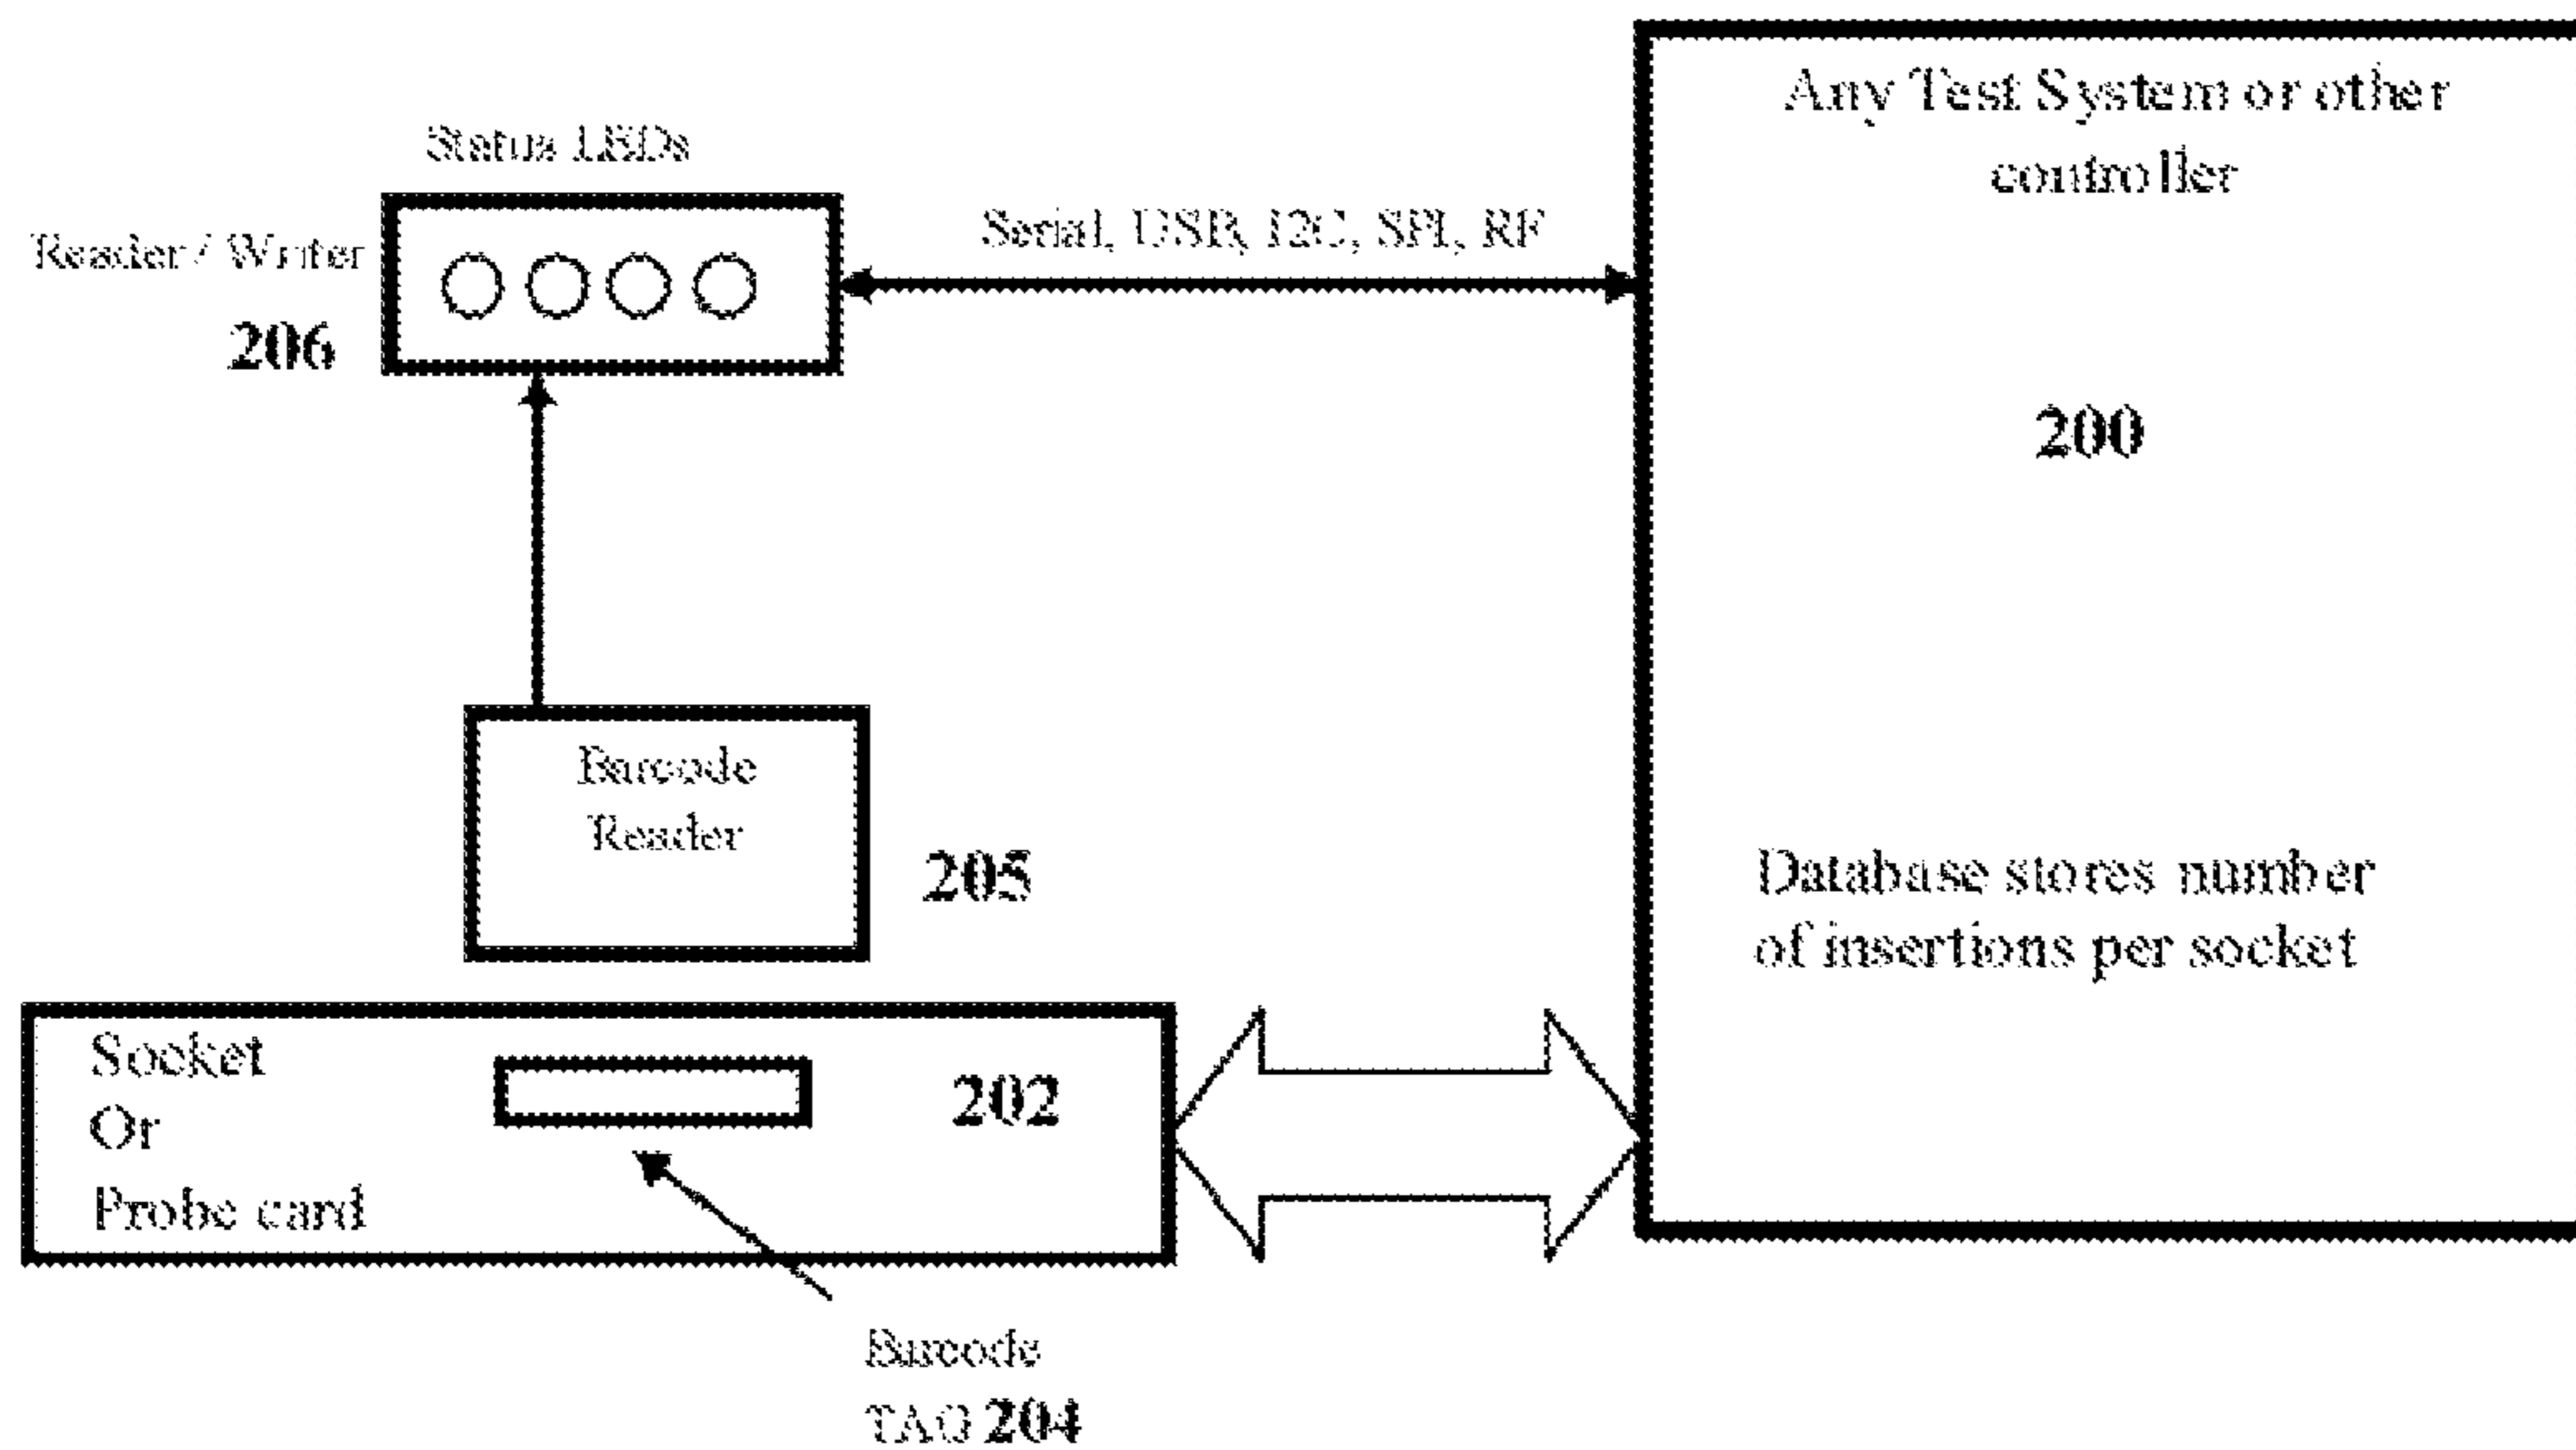 Any Test System or other
controller
Status LEDs
Reader / Writer
206
Serial, USB, I2C, SPI, RF
200
Barcode
Reader
205
Database stores number
of insertions per socket
Socket
Or
Probe card
202
Barcode
TAG 204